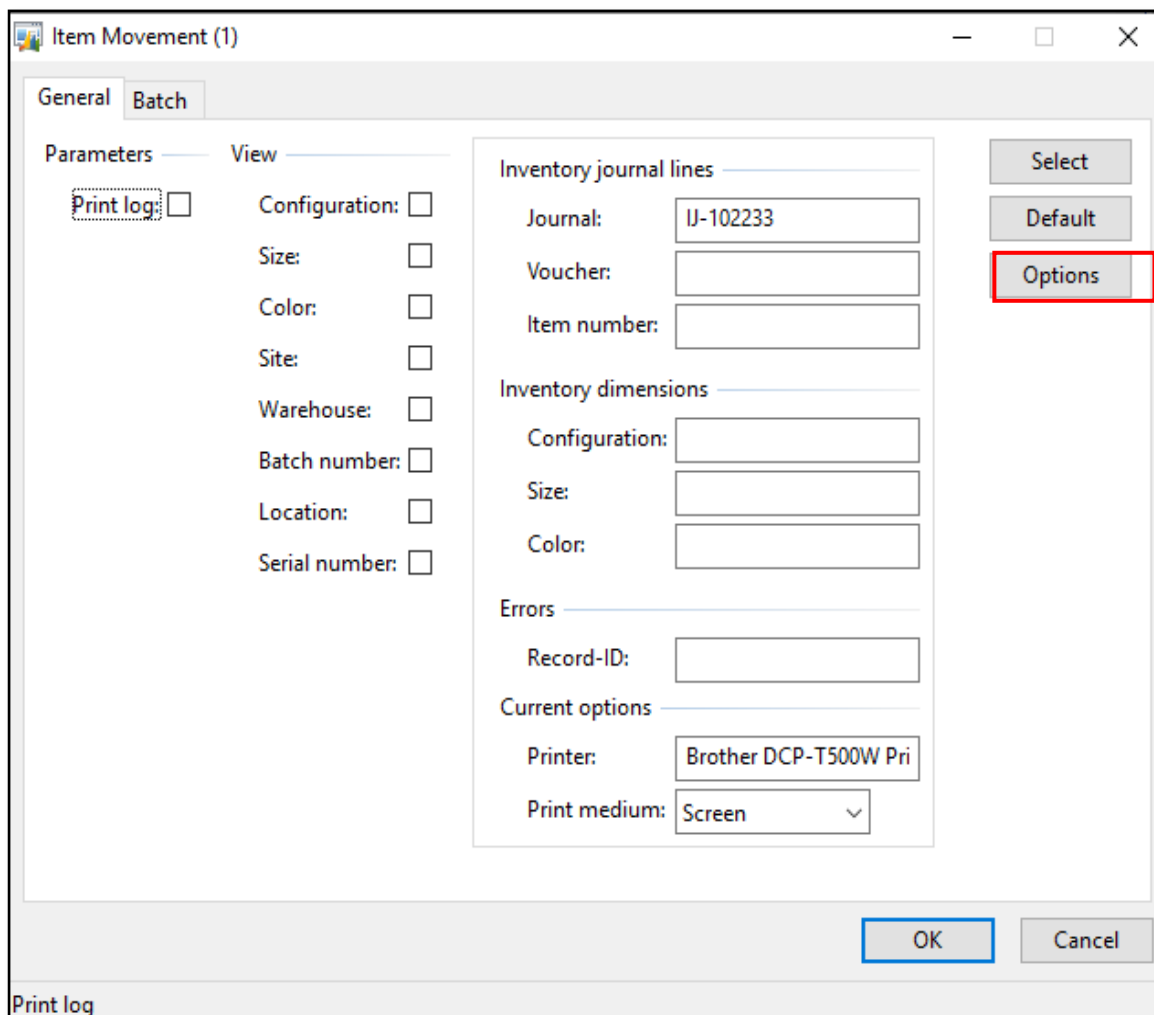 Item Movement (1)
General
Batch
Parameters
Print log:
View
Configuration:
Size:
Color:
Site:
Warehouse:
Batch number:
Location:
Serial number:
Inventory journal lines
Journal: IJ-102233
Voucher:
Item number:
Inventory dimensions
Configuration:
Size:
Color:
Errors
Record-ID:
Current options
Printer: Brother DCP-T500W Pri
Print medium: Screen
Select
Default
Options
OK
Cancel
Print log